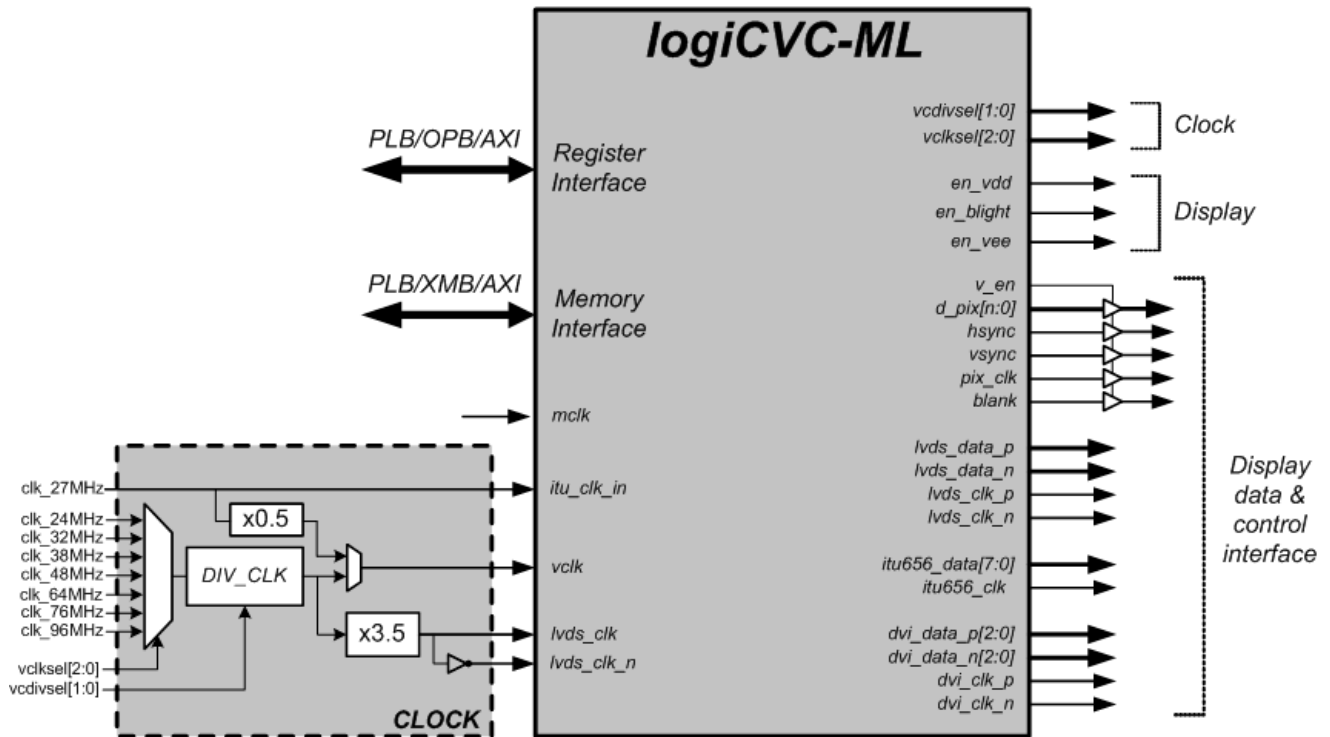 logiCVC-ML
PLB/OPB/AXI
Register
Interface
PLB/XMB/AXI
Memory
Interface
mclk
itu_clk_in
vclk
lvds_clk
lvds_clk_n
clk_27MHz
clk_24MHz
clk_32MHz
clk_38MHz
clk_48MHz
clk_64MHz
clk_76MHz
clk_96MHz
vclksel[2:0]
vcdivsel[1:0]
x0.5
DIV_CLK
x3.5
CLOCK
vcdivsel[1:0]
vclksel[2:0]
Clock
en_vdd
en_blight
en_vee
Display
v_en
d_pix[n:0]
hsync
vsync
pix_clk
blank
lvds_data_p
lvds_data_n
lvds_clk_p
lvds_clk_n
itu656_data[7:0]
itu656_clk
dvi_data_p[2:0]
dvi_data_n[2:0]
dvi_clk_p
dvi_clk_n
Display
data &
control
interface